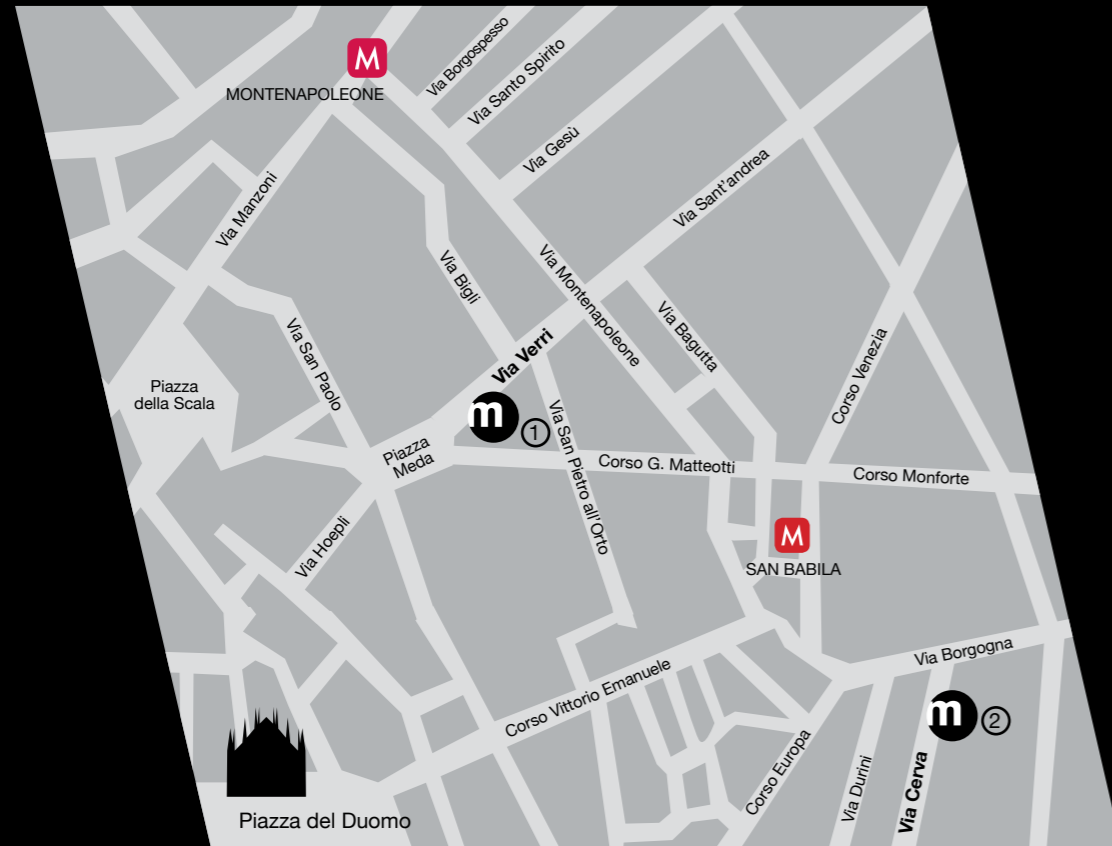 M
MONTENAPOLEONE
Via Borgospesso
Via Santo Spirito
Via Gesù
Via Sant'andrea
Via Manzoni
Via Bigli
Via Montenapoleone
Via Bagutta
Via San Paolo
Via Verri
Corso Venezia
Piazza
della Scala
m
1
Via San Pietro all'Orto
Piazza
Meda
Corso G. Matteotti
Corso Monforte
Via Hoepli
M
SAN BABILA
Via Borgogna
Corso Vittorio Emanuele
m
2
Corso Europa
Via Durini
Via Cerva
Piazza del Duomo